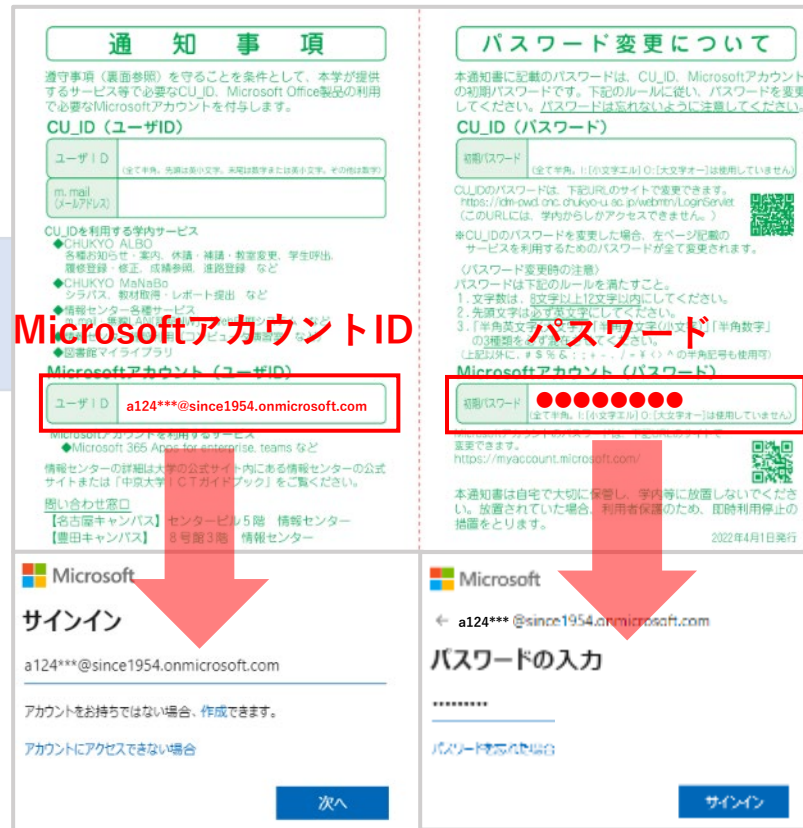 通知事項
遵守事項（裏面参照）を守ることを条件として、本学が提供
するサービス等で必要なCU_ID、Microsoft Office製品の利用
で必要なMicrosoftアカウントを付与します。
CU_ID（ユーザID）
ユーザID
（全て半角、先頭は英小文字、末尾は数字または英小文字、その他は数字）
m. mail
（メールアドレス）
CU_IDを利用する学内サービス
◆CHUKYO ALBO
各種お知らせ・案内、休講・補講・教室変更、学生呼出、
履修登録・修正、成績参照、進路登録 など
◆CHUKYO MaNaBo
シラバス、教材取得・レポート提出 など
◆情報センター各種サービス
MicrosoftアカウントID
◆図書館マイライブラリ
Microsoftアカウント（ユーザID）
ユーザID
a124***@since1954.onmicrosoft.com
Microsoftアカウントを利用するサービス
◆Microsoft 365 Apps for enterprise, teams など
情報センターの詳細は大学の公式サイト内にある情報センターの公式
サイトまたは「中京大学ICTガイドブック」をご覧ください。
問い合わせ窓口
【名古屋キャンパス】センタービル5階 情報センター
【豊田キャンパス】 8号館3階 情報センター
パスワード変更について
本通知書に記載のパスワードは、CU_ID、Microsoftアカウント
の初期パスワードです。下記のルールに従い、パスワードを変更
してください。パスワードは忘れないように注意してください。
CU_ID（パスワード）
初期パスワード
（全て半角。l:[小文字エル] O:[大文字オー]は使用していません）
CU_IDのパスワードは、下記URLのサイトで変更できます。
https://idm-pwd.cnc.chukyo-u.ac.jp/webmtn/LoginServlet
（このURLには、学内からしかアクセスできません。）
※CU_IDのパスワードを変更した場合、左ページ記載の
サービスを利用するためのパスワードが全て変更されます。
（パスワード変更時の注意）
パスワードは下記のルールを満たすこと。
1. 文字数は、8文字以上12文字以内にしてください。
2. 先頭文字は必ず英文字にしてください。
パスワード
Microsoftアカウント（パスワード）
初期パスワード
●●●●●●●●
（全て半角。l:[小文字エル] O:[大文字オー]は使用していません）
変更できます。
https://myaccount.microsoft.com/
本通知書は自宅で大切に保管し、学内等に放置しないでくださ
い。放置されていた場合、利用者保護のため、即時利用停止の
措置をとります。
2022年4月1日発行
Microsoft
サインイン
a124***@since1954.onmicrosoft.com
アカウントをお持ちではない場合、作成できます。
アカウントにアクセスできない場合
次へ
Microsoft
← a124*** @since1954.onmicrosoft.com
パスワードの入力
•••••••••
パスワードを忘れた場合
サインイン